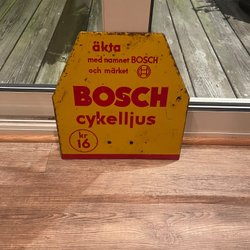 äkta
med namnet BOSCH
och märket
BOSCH
cykelljus
kr
16